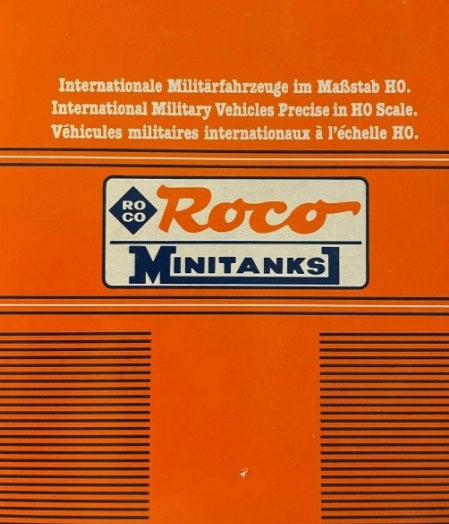 Internationale Militärfahrzeuge im Maßstab HO.
International Military Vehicles Precise in HO Scale.
Véhicules militaires internationaux à l'échelle HO.
RO
CO
Roco
MINITANKS